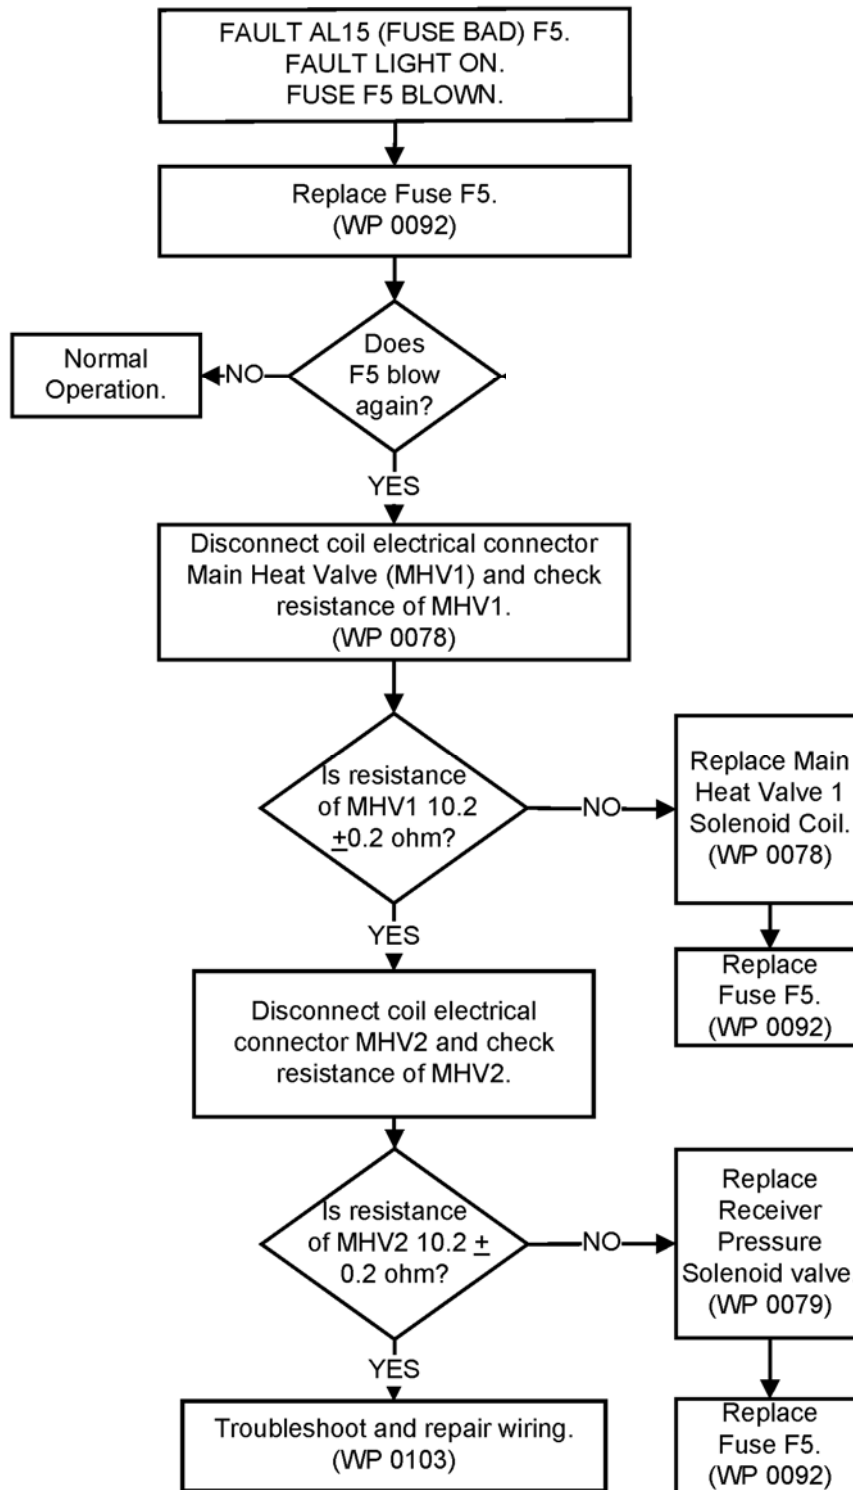 FAULT AL15 (FUSE BAD) F5.
FAULT LIGHT ON.
FUSE F5 BLOWN.
Replace Fuse F5.
(WP 0092)
Does
F5 blow
again?
NO
Normal
Operation.
YES
Disconnect coil electrical connector
Main Heat Valve (MHV1) and check
resistance of MHV1.
(WP 0078)
Is resistance
of MHV1 10.2
±0.2 ohm?
NO
Replace Main
Heat Valve 1
Solenoid Coil.
(WP 0078)
Replace
Fuse F5.
(WP 0092)
YES
Disconnect coil electrical
connector MHV2 and check
resistance of MHV2.
Is resistance
of MHV2 10.2 ±
0.2 ohm?
NO
Replace
Receiver
Pressure
Solenoid valve
(WP 0079)
Replace
Fuse F5.
(WP 0092)
YES
Troubleshoot and repair wiring.
(WP 0103)